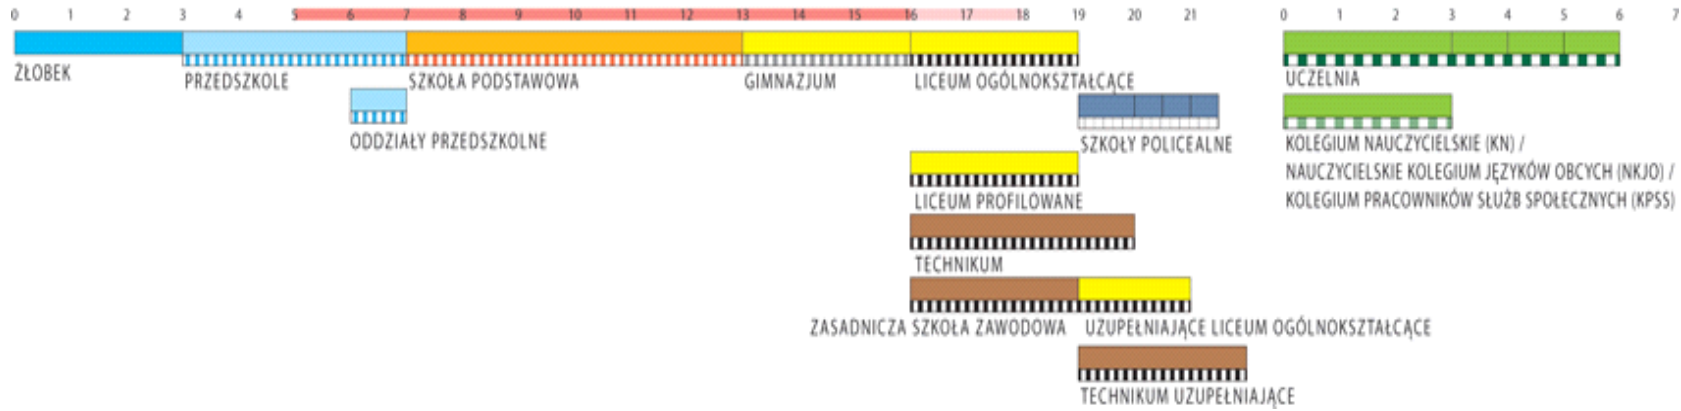 0 1 2 3 4 5 6 7 8 9 10 11 12 13 14 15 16 17 18 19 20 21 0 1 2 3 4 5 6 7
ŻŁOBEK
PRZEDSZKOLE
SZKOŁA PODSTAWOWA
GIMNAZJUM
LICEUM OGÓLNOKSZTAŁCĄCE
UCZELNIA
ODDZIAŁY PRZEDSZKOLNE
SZKOŁY POLICEALNE
KOLEGIUM NAUCZYCIELSKIE (KN) /
NAUCZYCIELSKIE KOLEGIUM JĘZYKÓW OBCYCH (NKJO) /
KOLEGIUM PRACOWNIKÓW SŁUŻB SPOŁECZNYCH (KPSS)
LICEUM PROFILOWANE
TECHNIKUM
ZASADNICZA SZKOŁA ZAWODOWA
UZUPEŁNIAJĄCE LICEUM OGÓLNOKSZTAŁCĄCE
TECHNIKUM UZUPEŁNIAJĄCE